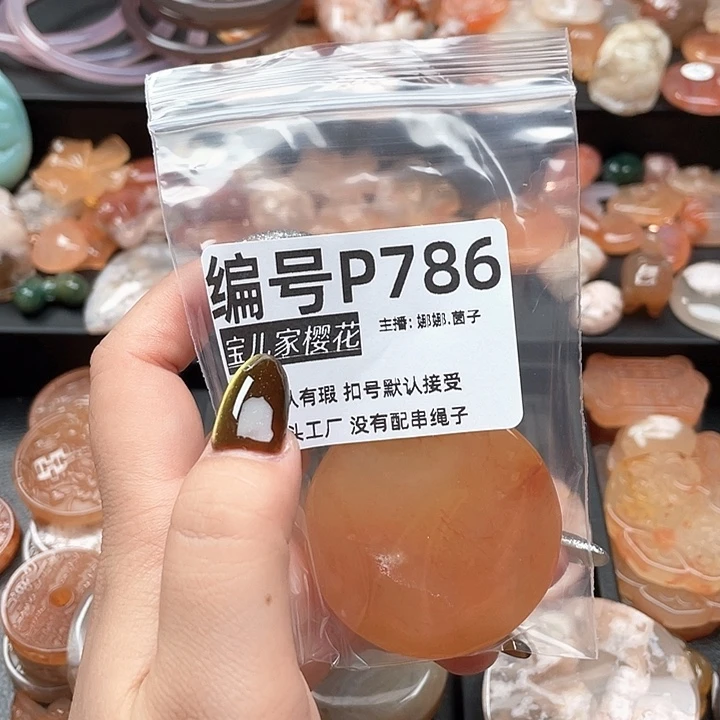 编号P786
主播：娜娜.茵子
宝儿家樱花
人有瑕 扣号默认接受
头工厂 没有配串绳子